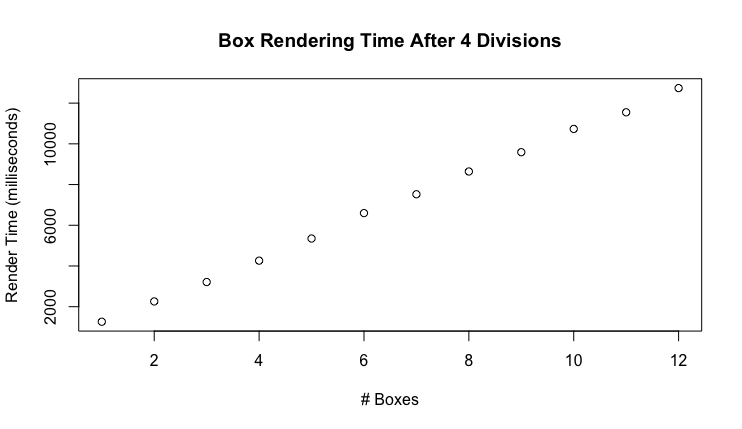 Box Rendering Time After 4 Divisions
Render Time (milliseconds)
10000
6000
2000
2 4 6 8 10 12
# Boxes